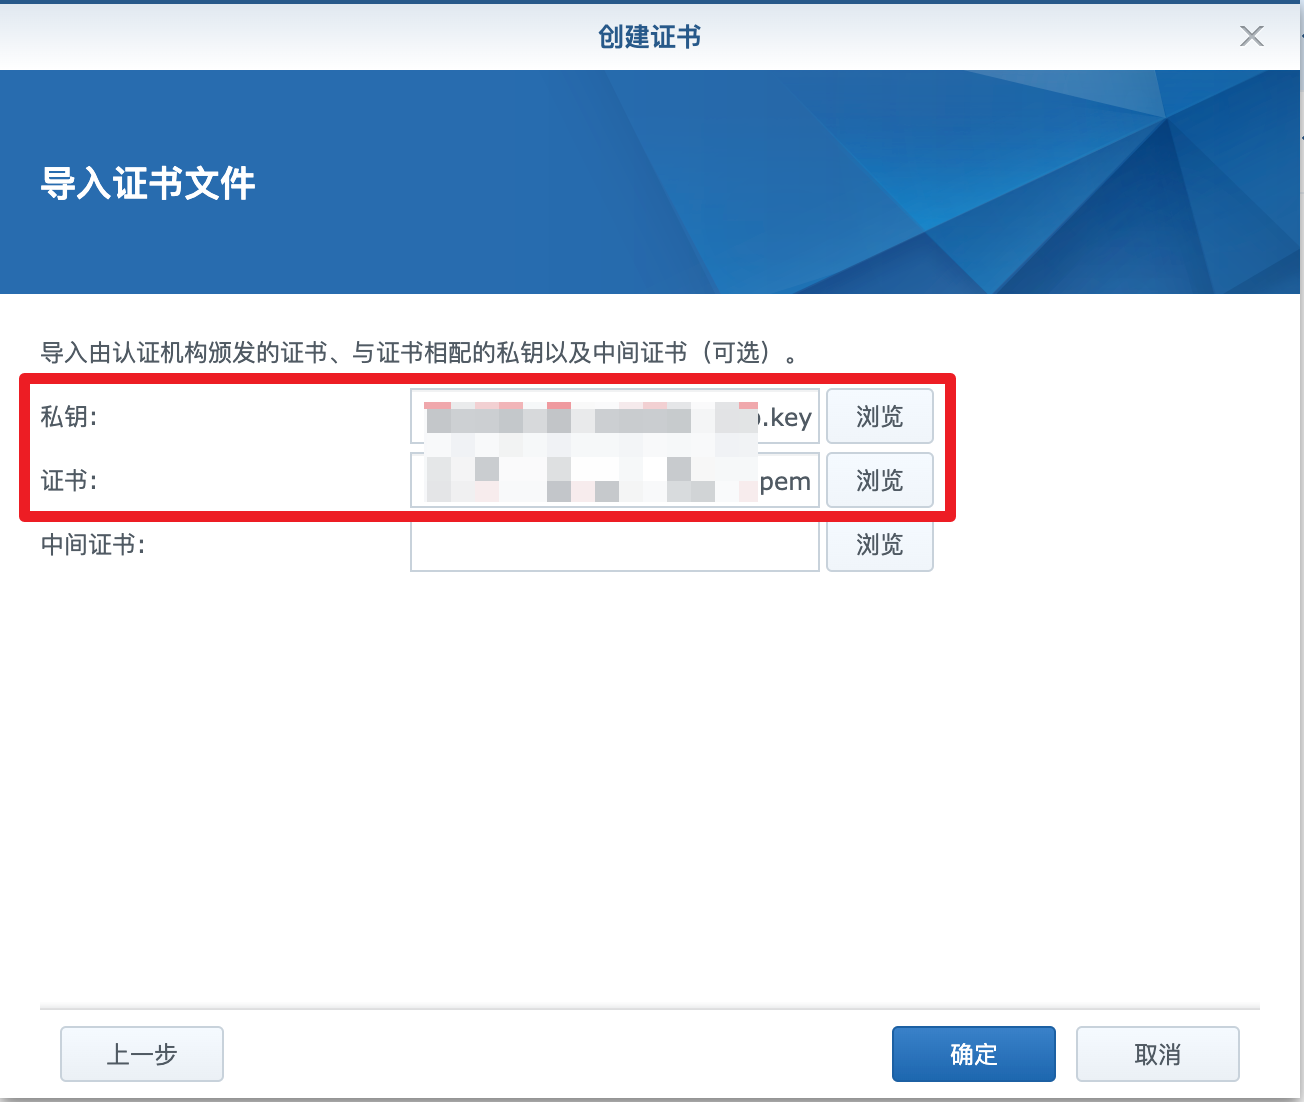 创建证书
导入证书文件
导入由认证机构颁发的证书、与证书相配的私钥以及中间证书（可选）。
私钥: .key 浏览
证书: pem 浏览
中间证书: 浏览
上一步 确定 取消